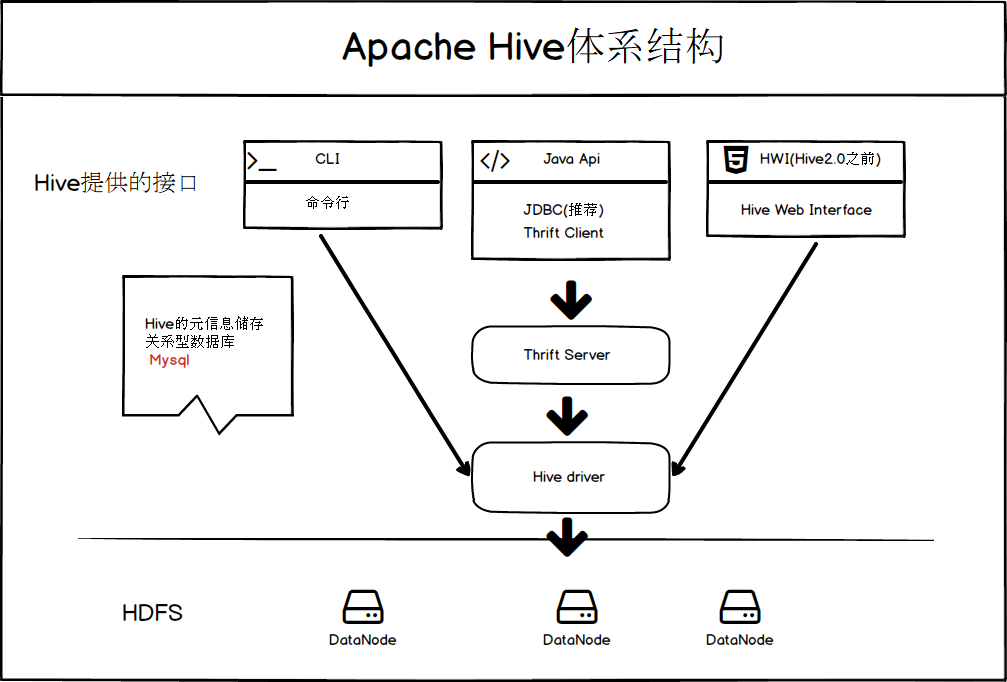 Apache Hive体系结构
Hive提供的接口
CLI
命令行
Java Api
JDBC(推荐)
Thrift Client
HWI(Hive2.0之前)
Hive Web Interface
Hive的元信息储存
关系型数据库
Mysql
Thrift Server
Hive driver
HDFS
DataNode
DataNode
DataNode